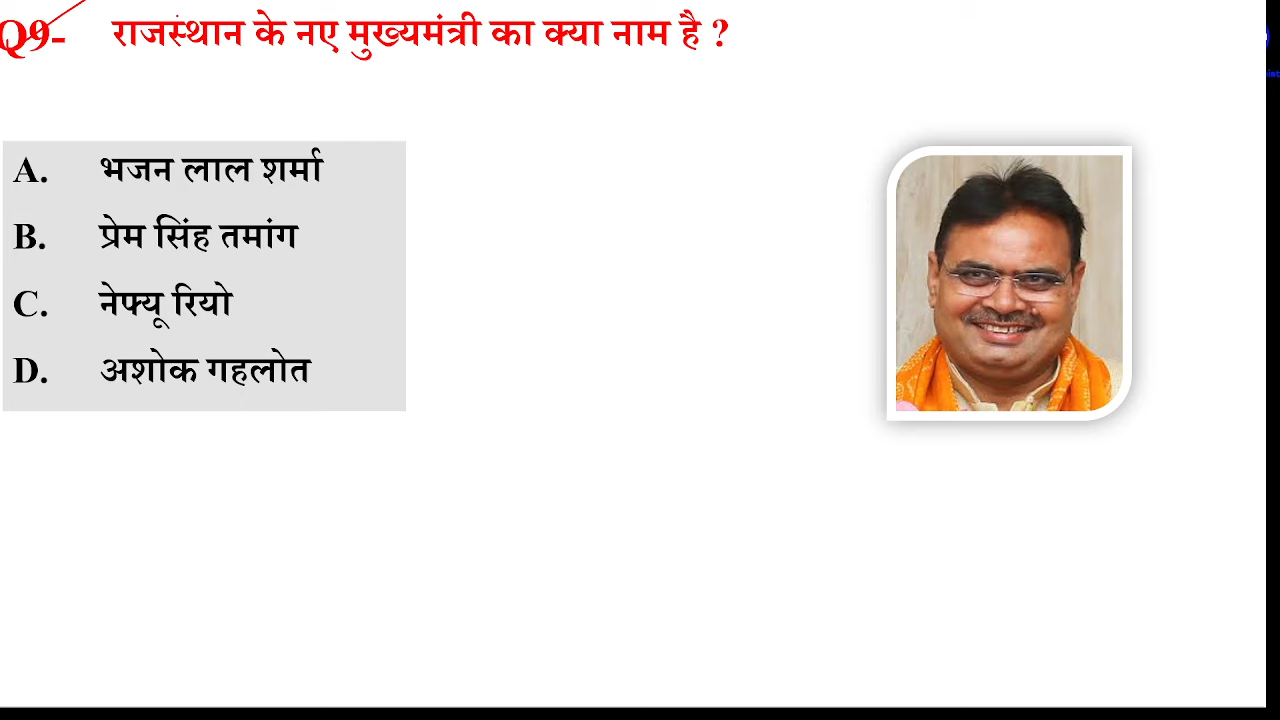 Q9- राजस्थान के नए मुख्यमंत्री का क्या नाम है ?
A. भजन लाल शर्मा
B. प्रेम सिंह तमांग
C. नेफ्यू रियो
D. अशोक गहलोत